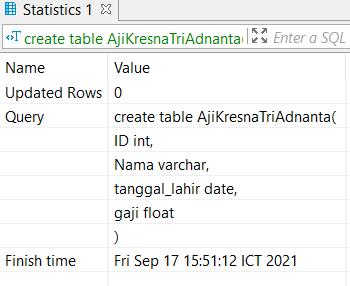 Statistics 1
create table AjiKresnaTriAdnanta( Enter a SQL
Name Value
Updated Rows 0
Query create table AjiKresnaTriAdnanta(
ID int,
Nama varchar,
tanggal_lahir date,
gaji float
)
Finish time Fri Sep 17 15:51:12 ICT 2021